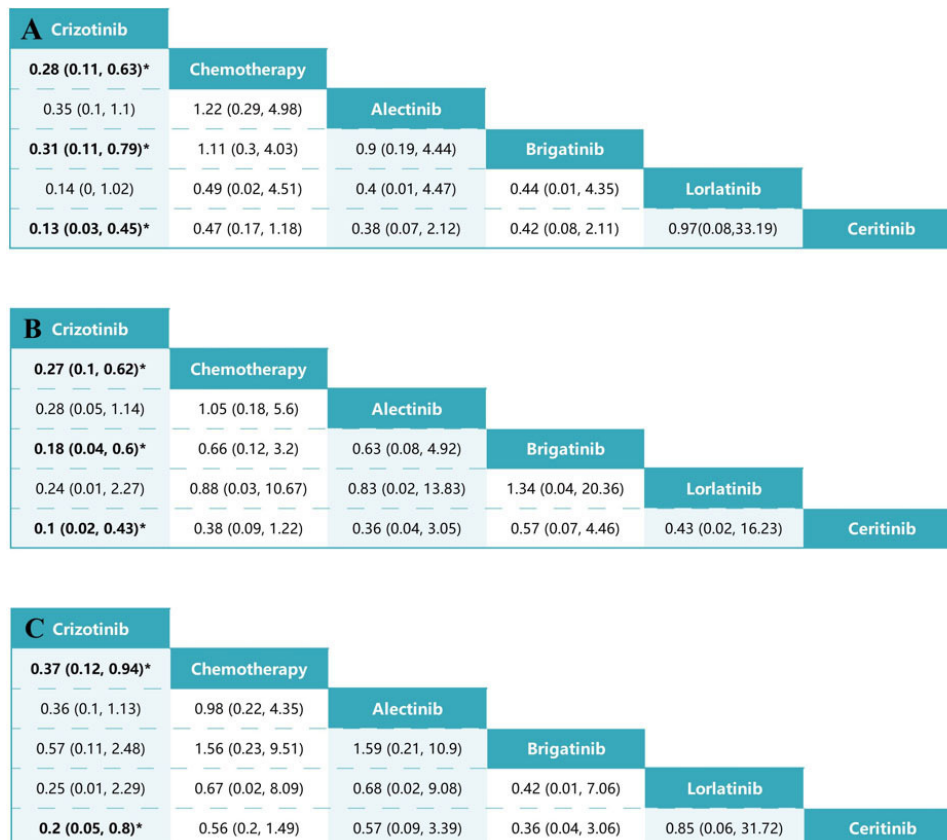 A Crizotinib
0.28 (0.11, 0.63)* Chemotherapy
0.35 (0.1, 1.1) 1.22 (0.29, 4.98) Alectinib
0.31 (0.11, 0.79)* 1.11 (0.3, 4.03) 0.9 (0.19, 4.44) Brigatinib
0.14 (0, 1.02) 0.49 (0.02, 4.51) 0.4 (0.01, 4.47) 0.44 (0.01, 4.35) Lorlatinib
0.13 (0.03, 0.45)* 0.47 (0.17, 1.18) 0.38 (0.07, 2.12) 0.42 (0.08, 2.11) 0.97(0.08,33.19) Ceritinib
B Crizotinib
0.27 (0.1, 0.62)* Chemotherapy
0.28 (0.05, 1.14) 1.05 (0.18, 5.6) Alectinib
0.18 (0.04, 0.6)* 0.66 (0.12, 3.2) 0.63 (0.08, 4.92) Brigatinib
0.24 (0.01, 2.27) 0.88 (0.03, 10.67) 0.83 (0.02, 13.83) 1.34 (0.04, 20.36) Lorlatinib
0.1 (0.02, 0.43)* 0.38 (0.09, 1.22) 0.36 (0.04, 3.05) 0.57 (0.07, 4.46) 0.43 (0.02, 16.23) Ceritinib
C Crizotinib
0.37 (0.12, 0.94)* Chemotherapy
0.36 (0.1, 1.13) 0.98 (0.22, 4.35) Alectinib
0.57 (0.11, 2.48) 1.56 (0.23, 9.51) 1.59 (0.21, 10.9) Brigatinib
0.25 (0.01, 2.29) 0.67 (0.02, 8.09) 0.68 (0.02, 9.08) 0.42 (0.01, 7.06) Lorlatinib
0.2 (0.05, 0.8)* 0.56 (0.2, 1.49) 0.57 (0.09, 3.39) 0.36 (0.04, 3.06) 0.85 (0.06, 31.72) Ceritinib